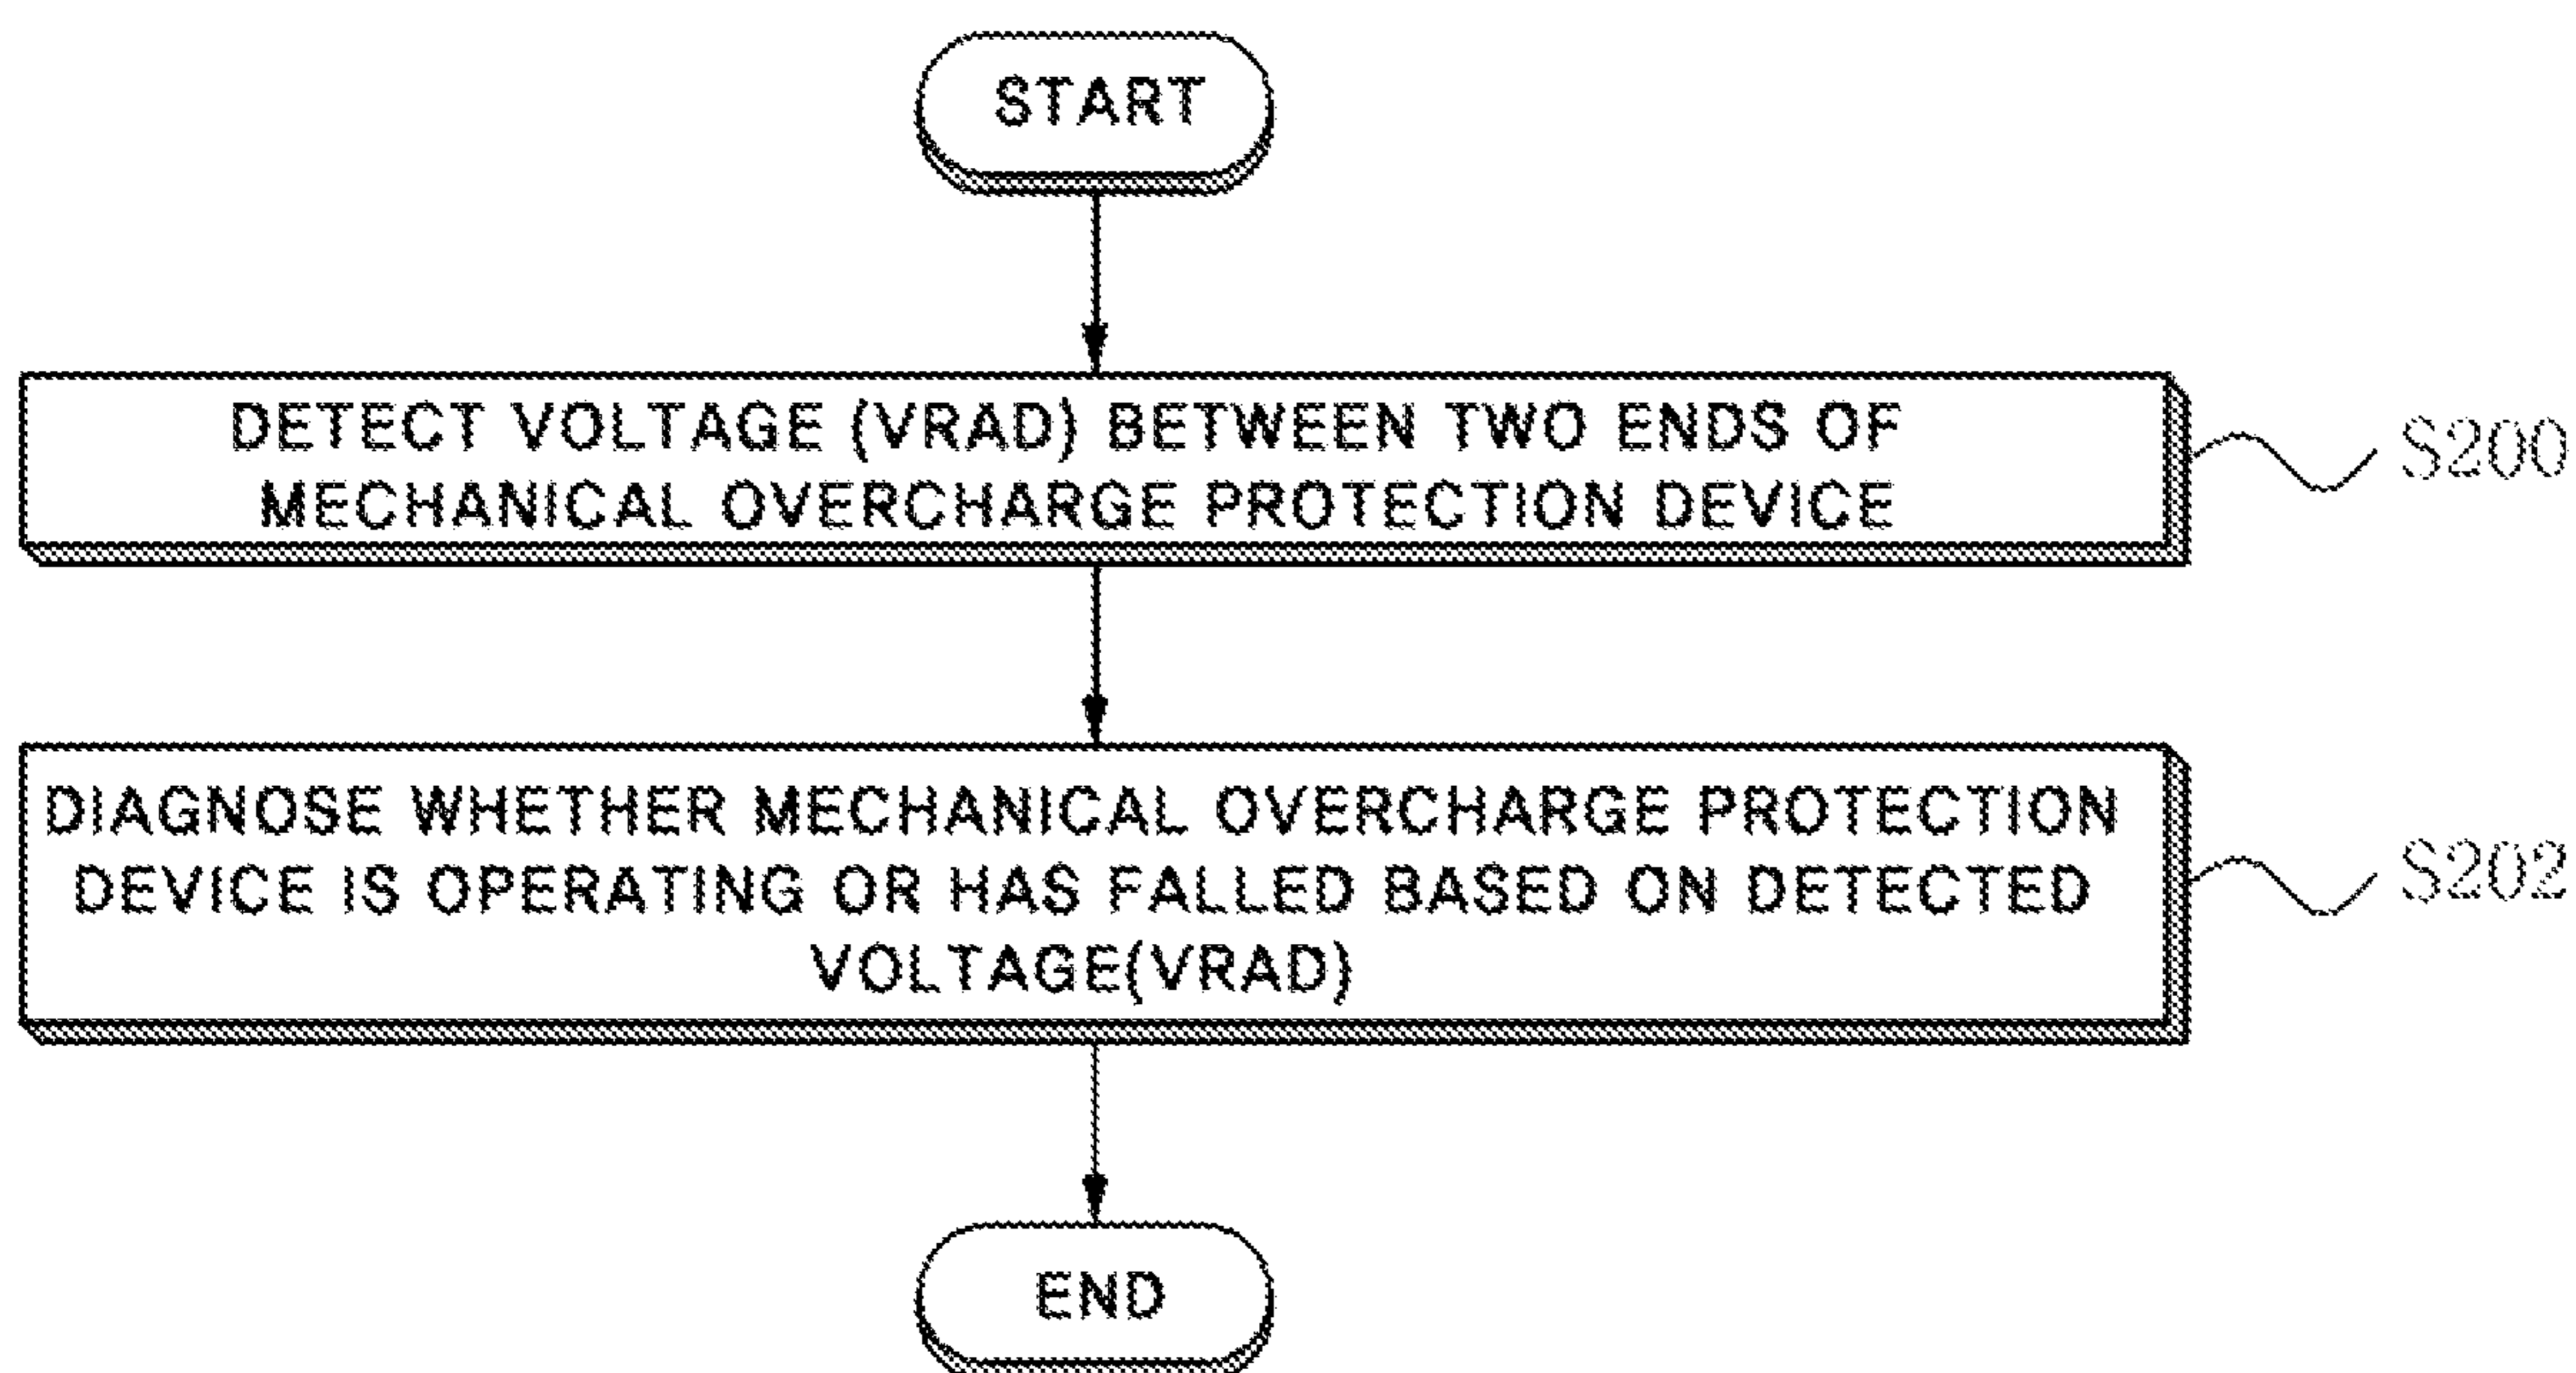 START
DETECT VOLTAGE (VRAD) BETWEEN TWO ENDS OF
MECHANICAL OVERCHARGE PROTECTION DEVICE
S200
DIAGNOSE WHETHER MECHANICAL OVERCHARGE PROTECTION
DEVICE IS OPERATING OR HAS FALLED BASED ON DETECTED
VOLTAGE(VRAD)
S202
END